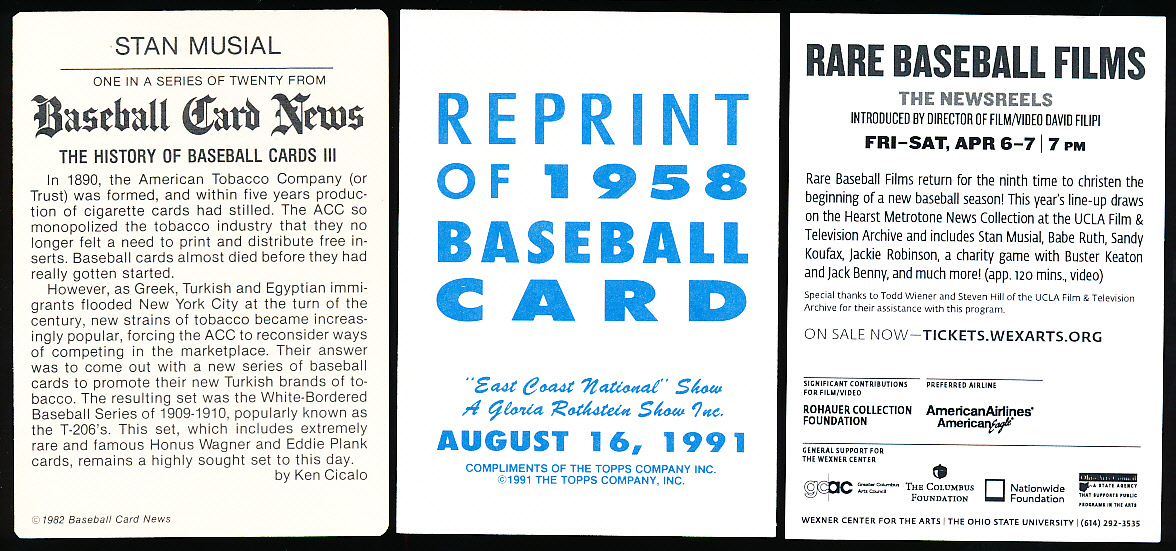 STAN MUSIAL
ONE IN A SERIES OF TWENTY FROM
Baseball Card News
THE HISTORY OF BASEBALL CARDS III
In 1890, the American Tobacco Company (or
Trust) was formed, and within five years produc-
tion of cigarette cards had stilled. The ACC so
monopolized the tobacco industry that they no
longer felt a need to print and distribute free in-
serts. Baseball cards almost died before they had
really gotten started.
However, as Greek, Turkish and Egyptian immi-
grants flooded New York City at the turn of the
century, new strains of tobacco became increas-
ingly popular, forcing the ACC to reconsider ways
of competing in the marketplace. Their answer
was to come out with a new series of baseball
cards to promote their new Turkish brands of to-
bacco. The resulting set was the White-Bordered
Baseball Series of 1909-1910, popularly known as
the T-206's. This set, which includes extremely
rare and famous Honus Wagner and Eddie Plank
cards, remains a highly sought set to this day.
by Ken Cicalo
©1982 Baseball Card News
REPRINT
OF 1958
BASEBALL
CARD
"East Coast National" Show
A Gloria Rothstein Show Inc.
AUGUST 16, 1991
COMPLIMENTS OF THE TOPPS COMPANY INC.
©1991 THE TOPPS COMPANY, INC.
RARE BASEBALL FILMS
THE NEWSREELS
INTRODUCED BY DIRECTOR OF FILM/VIDEO DAVID FILIPI
FRI–SAT, APR 6–7 | 7 PM
Rare Baseball Films return for the ninth time to christen the
beginning of a new baseball season! This year's line-up draws
on the Hearst Metrotone News Collection at the UCLA Film &
Television Archive and includes Stan Musial, Babe Ruth, Sandy
Koufax, Jackie Robinson, a charity game with Buster Keaton
and Jack Benny, and much more! (app. 120 mins., video)
Special thanks to Todd Wiener and Steven Hill of the UCLA Film & Television
Archive for their assistance with this program.
ON SALE NOW—TICKETS.WEXARTS.ORG
SIGNIFICANT CONTRIBUTIONS
FOR FILM/VIDEO
ROHAUER COLLECTION
FOUNDATION
PREFERRED AIRLINE
AmericanAirlines
AmericanEagle
GENERAL SUPPORT FOR
THE WEXNER CENTER
gcac
Greater Columbus
Arts Council
THE COLUMBUS
FOUNDATION
Nationwide
Foundation
Ohio Arts Council
A STATE AGENCY
THAT SUPPORTS PUBLIC
PROGRAMS IN THE ARTS
WEXNER CENTER FOR THE ARTS | THE OHIO STATE UNIVERSITY | (614) 292-3535